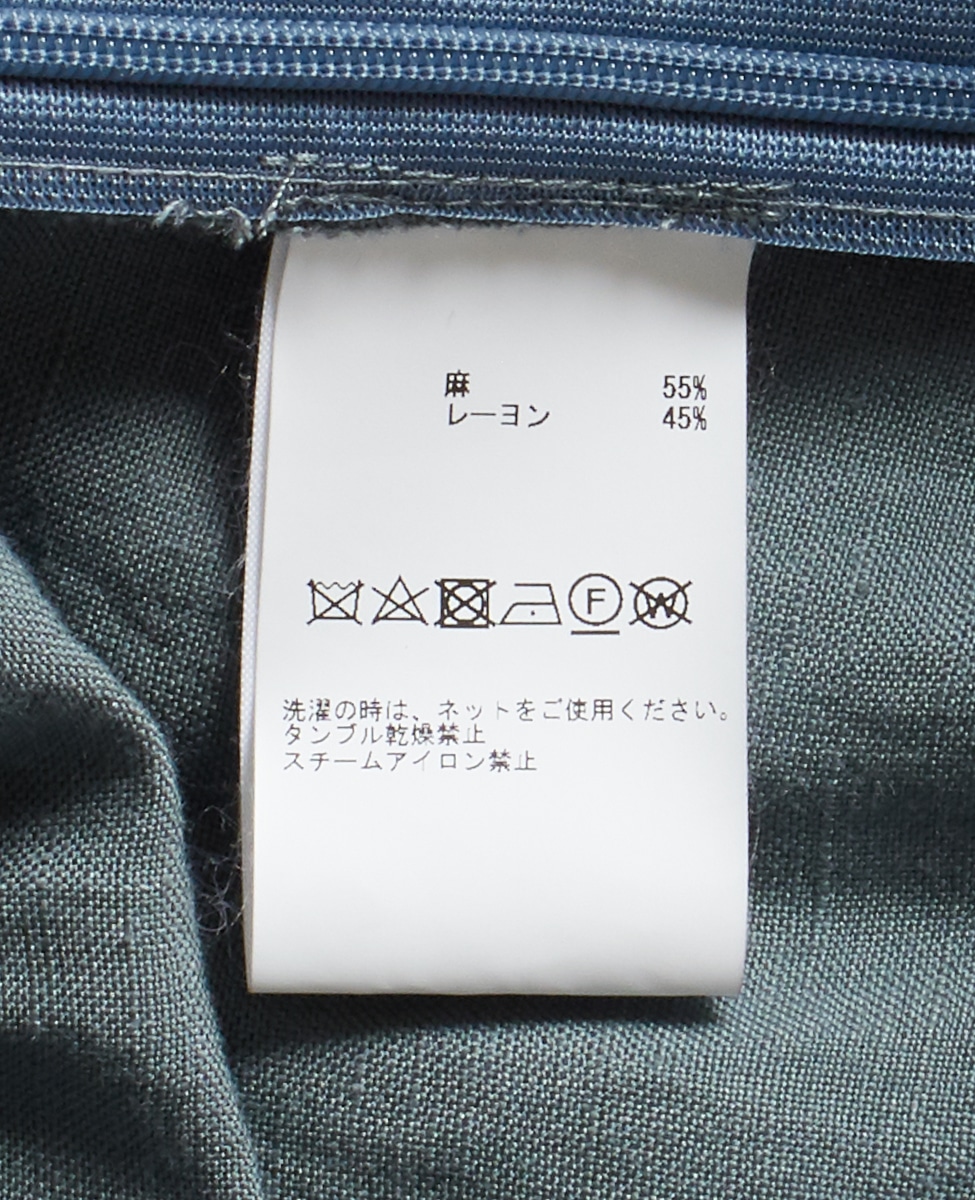 麻 55%
レーヨン 45%
F W
洗濯の時は、ネットをご使用ください。
タンブル乾燥禁止
スチームアイロン禁止